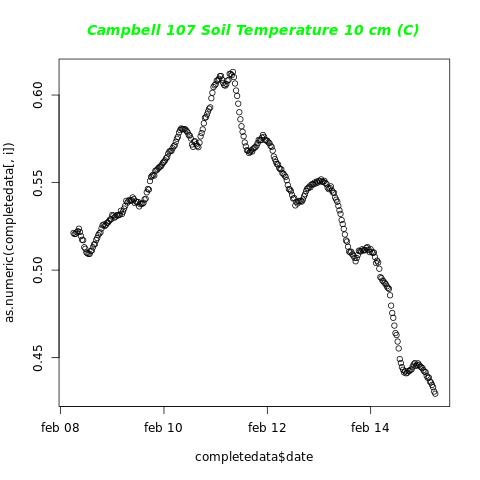 Campbell 107 Soil Temperature 10 cm (C)
as.numeric(completedata[, i])
0.60
0.55
0.50
0.45
feb 08 feb 10 feb 12 feb 14
completedata$date